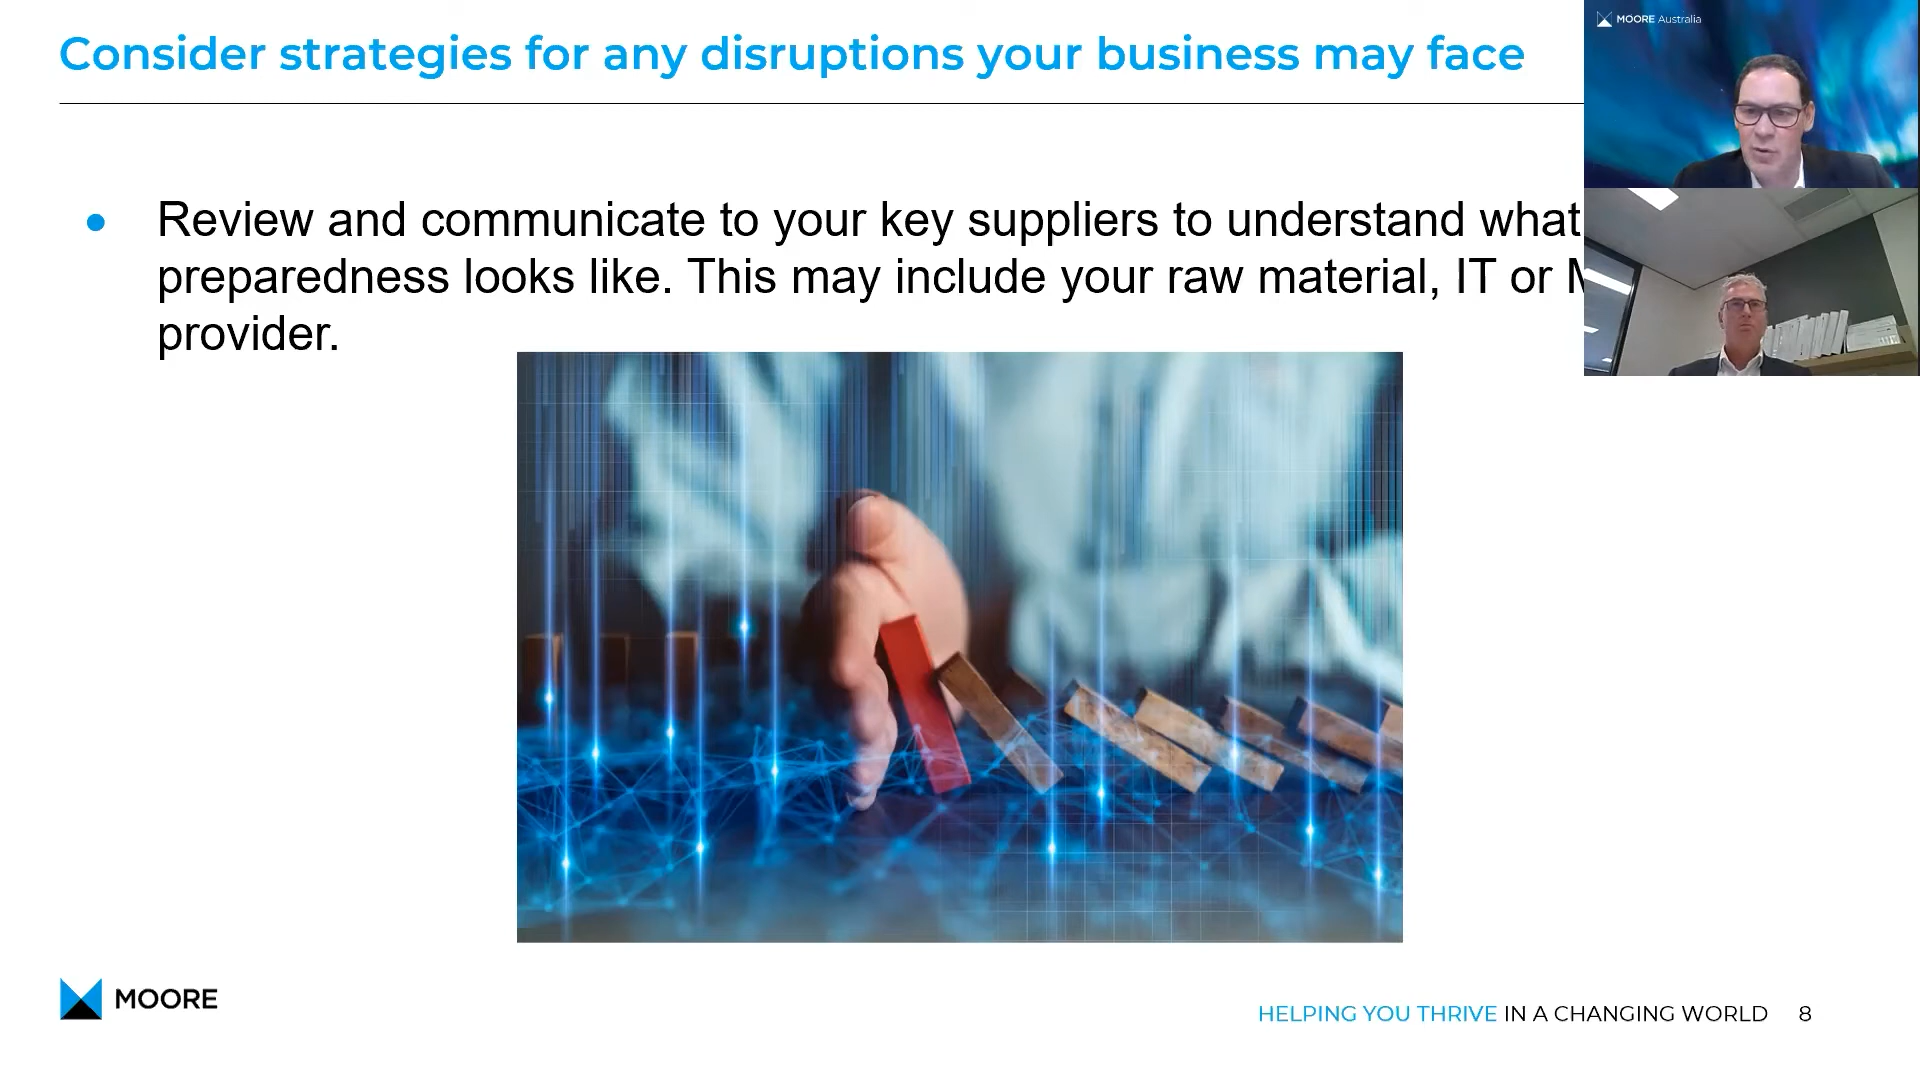 Consider strategies for any disruptions your business may face
MOORE Australia
Review and communicate to your key suppliers to understand what
preparedness looks like. This may include your raw material, IT or
provider.
MOORE
HELPING YOU THRIVE IN A CHANGING WORLD 8